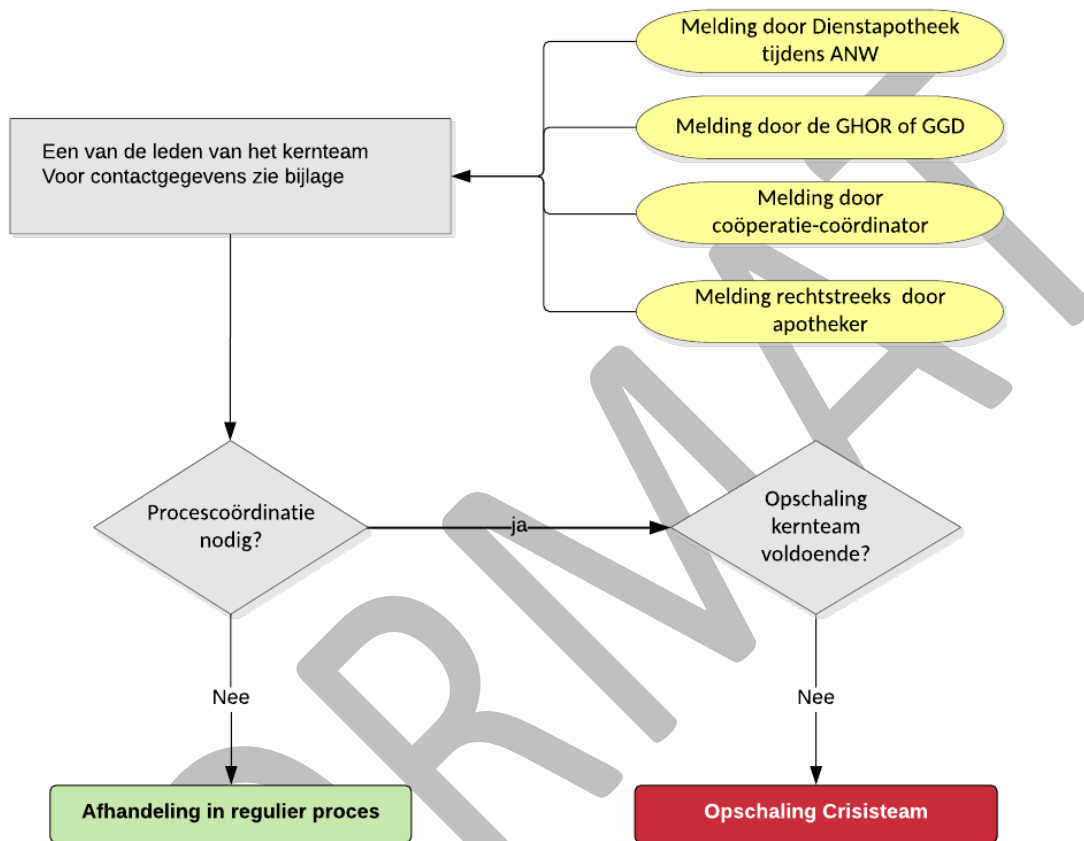 Melding door Dienstapotheek
tijdens ANW
Melding door de GHOR of GGD
Een van de leden van het kernteam
Voor contactgegevens zie bijlage
Melding door
coöperatie-coördinator
Melding rechtstreeks door
apotheker
Procescoördinatie
nodig?
ja
Opschaling
kernteam
voldoende?
Nee
Nee
Afhandeling in regulier proces
Opschaling Crisisteam
ORMAT